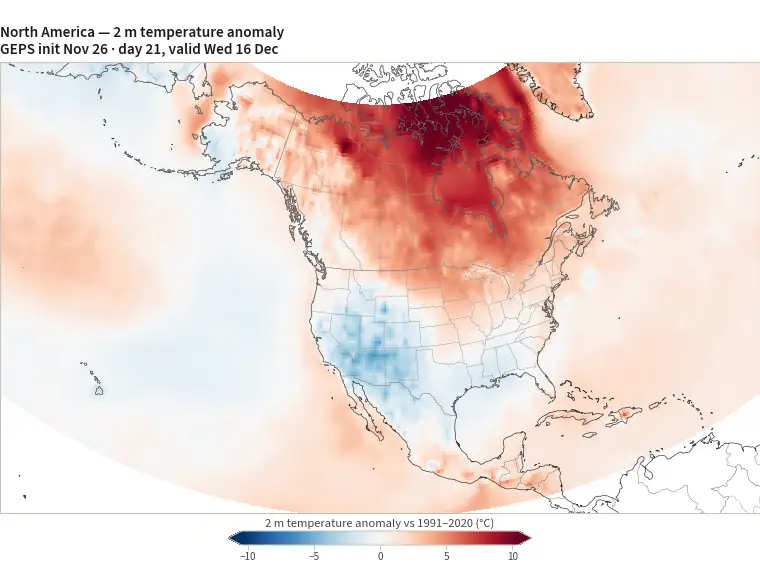 North America — 2 m temperature anomaly
GEPS init Nov 26 · day 21, valid Wed 16 Dec
2 m temperature anomaly vs 1991–2020 (°C)
−10 −5 0 5 10